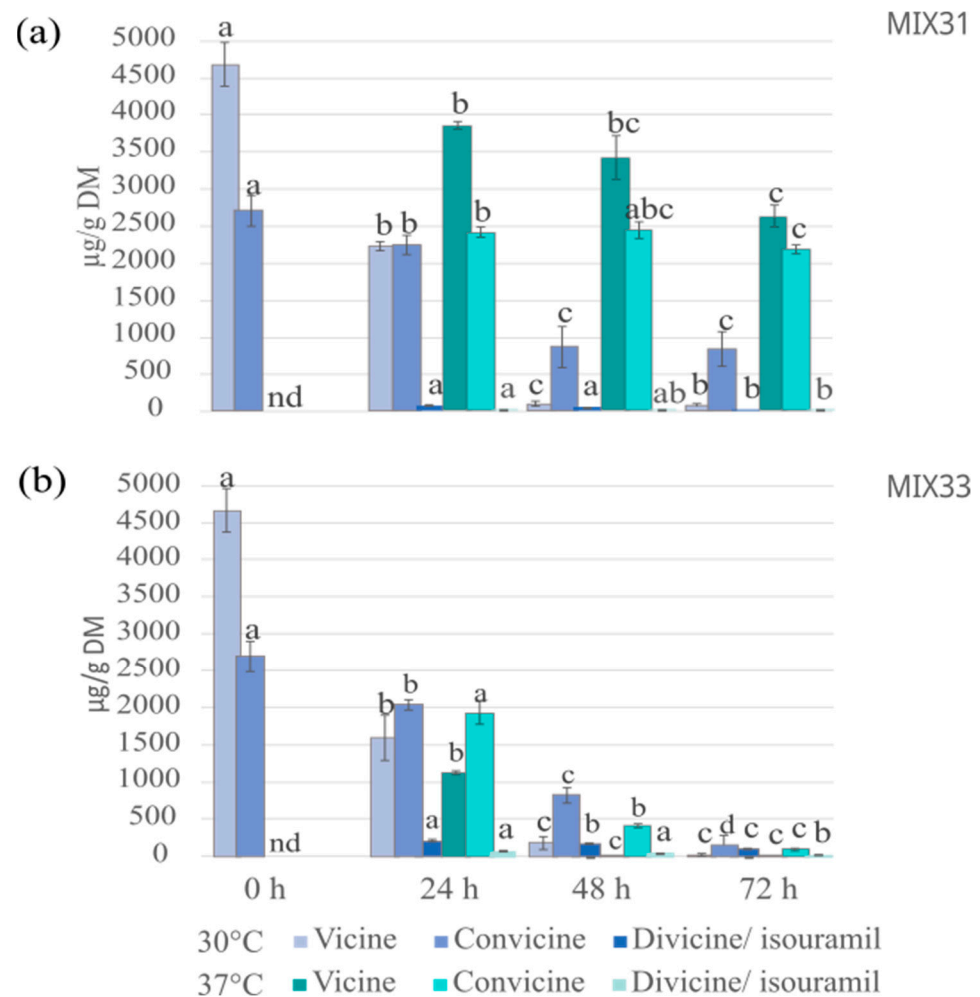 (a)
MIX31
µg/g DM
5000
4500
4000
3500
3000
2500
2000
1500
1000
500
0
a
a
nd
b
b
a
b
b
a
c
c
a
bc
abc
ab
b
c
b
c
c
b
(b)
MIX33
µg/g DM
5000
4500
4000
3500
3000
2500
2000
1500
1000
500
0
a
a
nd
b
b
a
b
a
a
c
c
b
c
b
a
c
d
c
c
c
b
0 h 24 h 48 h 72 h
30°C Vicine Convicine Divicine/ isouramil
37°C Vicine Convicine Divicine/ isouramil